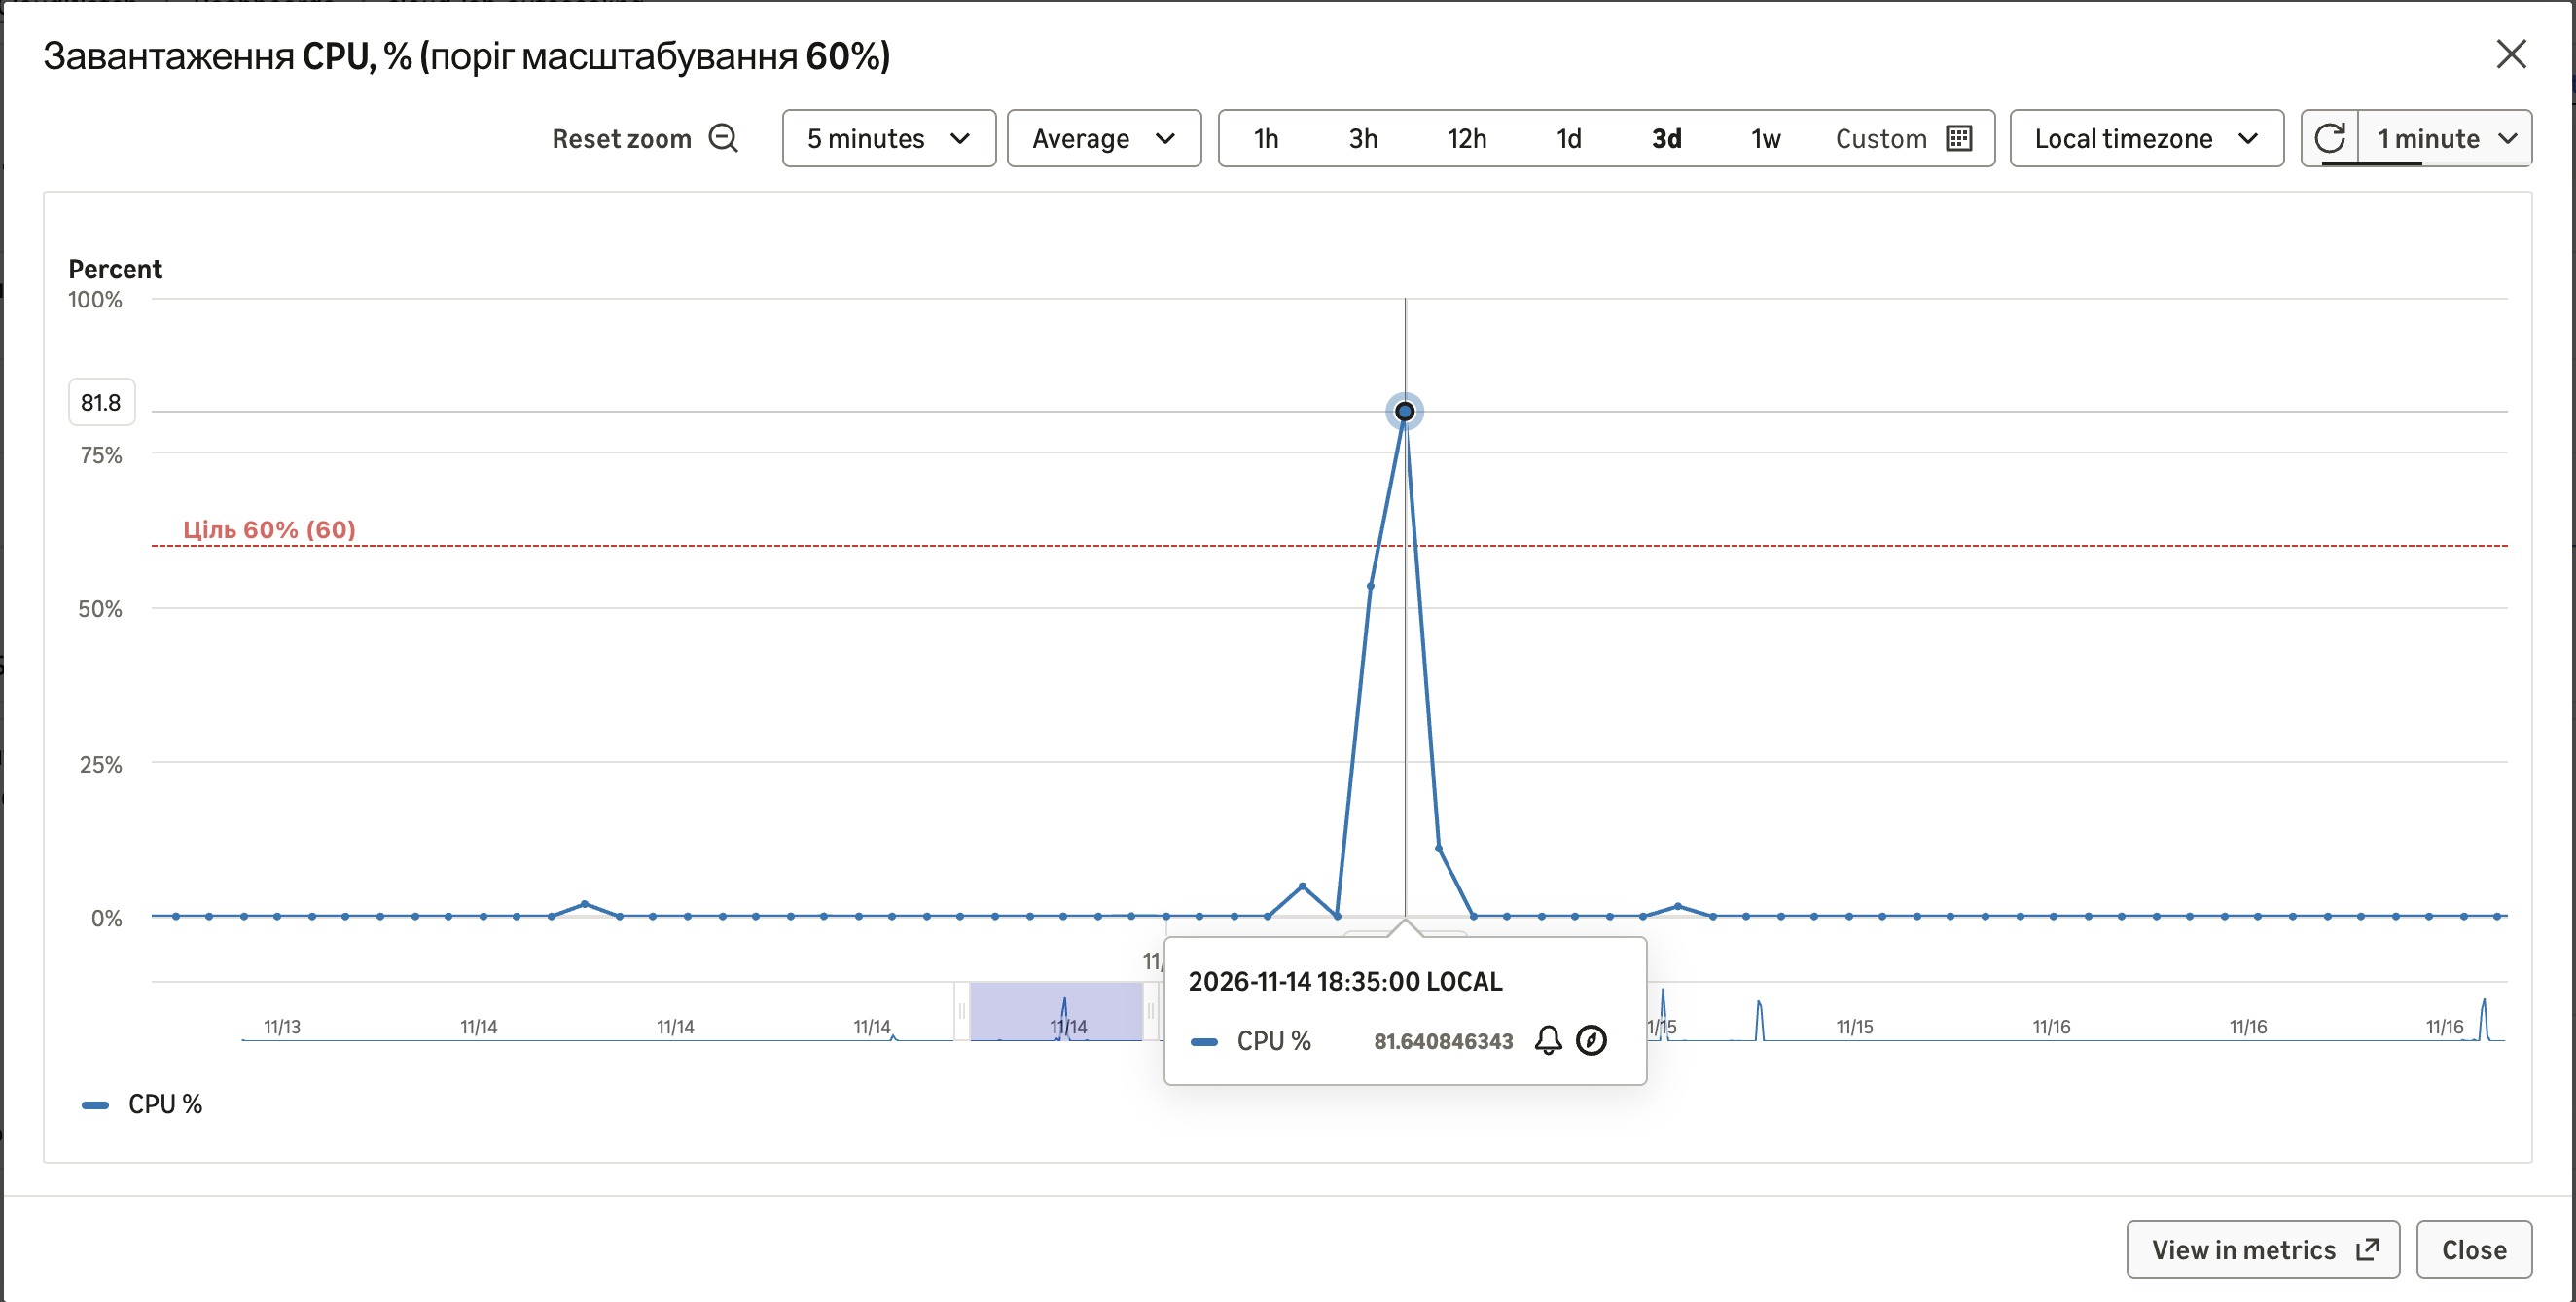 Завантаження CPU, % (поріг масштабування 60%)
Reset zoom 5 minutes Average 1h 3h 12h 1d 3d 1w Custom Local timezone 1 minute
Percent
100%
81.8
75%
Ціль 60% (60)
50%
25%
0%
11/
2026-11-14 18:35:00 LOCAL
CPU % 81.640846343
11/13 11/14 11/14 11/14 11/14 1/15 11/15 11/16 11/16 11/16
CPU %
View in metrics Close